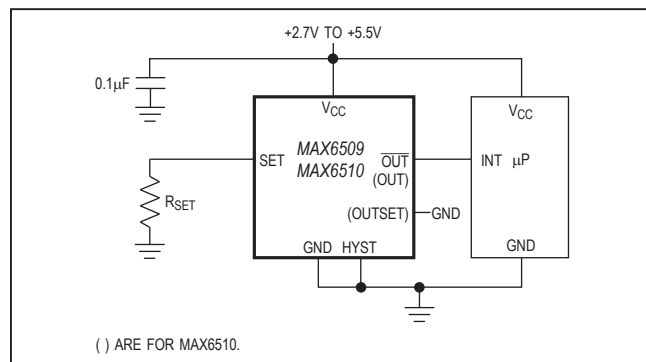 +2.7V TO +5.5V
0.1µF
VCC
VCC
MAX6509
MAX6510
SET
OUT
(OUT)
INT µP
RSET
(OUTSET)
GND
GND HYST
GND
( ) ARE FOR MAX6510.